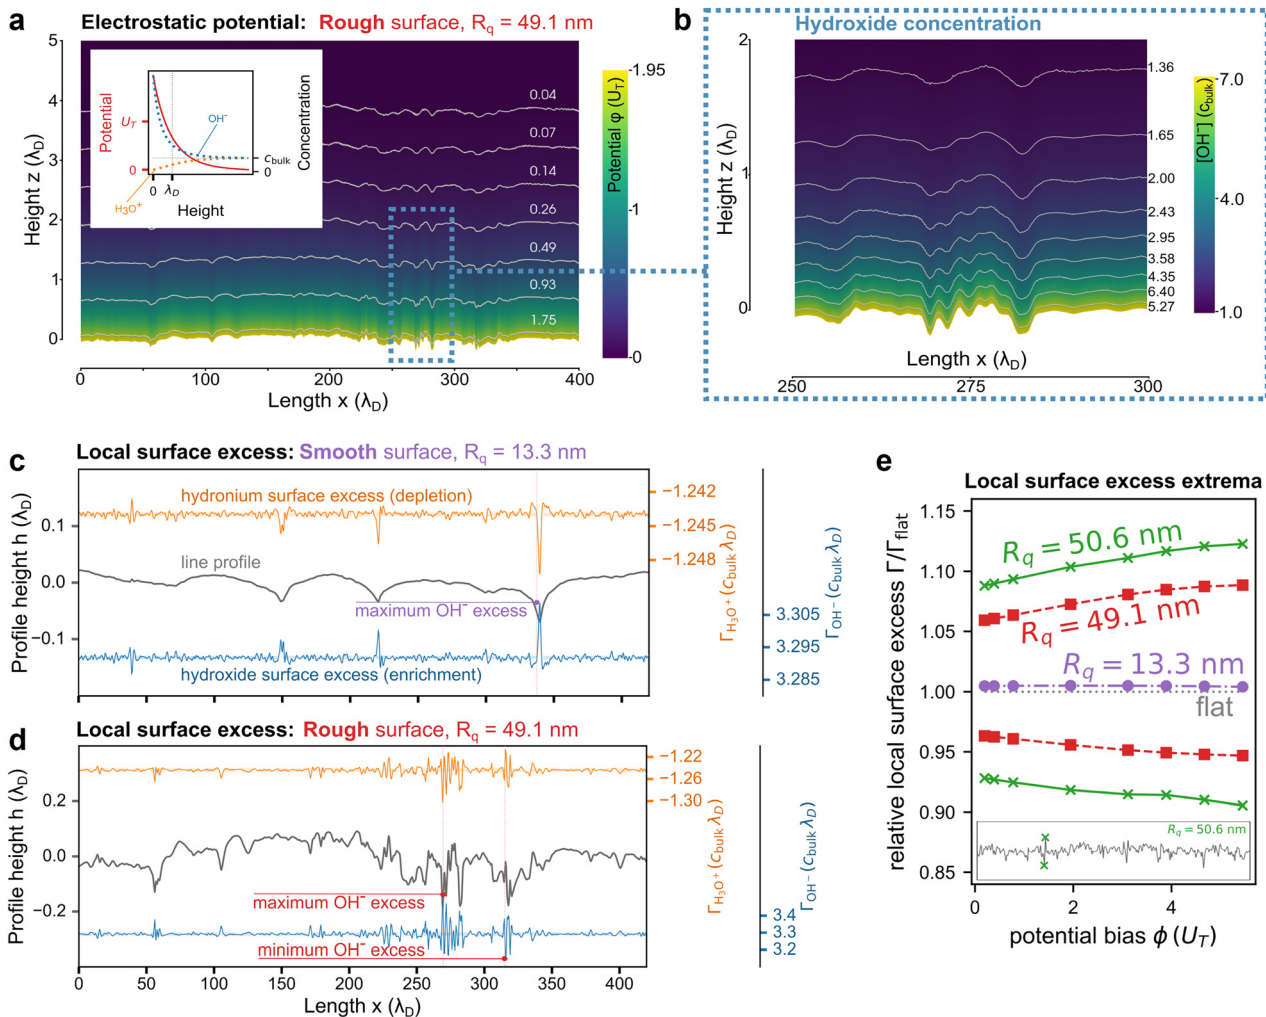 a
Electrostatic potential: Rough surface, Rq = 49.1 nm
5
4
3
2
1
0
Height z (λD)
0
100
200
300
400
Length x (λD)
0.04
0.07
0.14
0.26
0.49
0.93
1.75
Potential
UT
0
OH⁻
H₃O⁺
0
λD
Height
cbulk
0
Concentration
Potential φ (UT)
-1.95
-1
-0
b
Hydroxide concentration
2
1
0
Height z (λD)
1.36
1.65
2.00
2.43
2.95
3.58
4.35
6.40
5.27
250
275
300
Length x (λD)
[OH⁻] (cbulk)
-7.0
-4.0
-1.0
c
Local surface excess: Smooth surface, Rq = 13.3 nm
Profile height h (λD)
0.1
0.0
−0.1
hydronium surface excess (depletion)
line profile
maximum OH⁻ excess
hydroxide surface excess (enrichment)
−1.242
−1.245
−1.248
ΓH₃O⁺ (cbulk λD)
3.305
3.295
3.285
ΓOH⁻ (cbulk λD)
d
Local surface excess: Rough surface, Rq = 49.1 nm
Profile height h (λD)
0.2
0.0
−0.2
maximum OH⁻ excess
minimum OH⁻ excess
0
50
100
150
200
250
300
350
400
Length x (λD)
−1.22
−1.26
−1.30
ΓH₃O⁺ (cbulk λD)
3.4
3.3
3.2
ΓOH⁻ (cbulk λD)
e
Local surface excess extrema
relative local surface excess Γ/Γflat
1.15
1.10
1.05
1.00
0.95
0.90
0.85
Rq = 50.6 nm
Rq = 49.1 nm
Rq = 13.3 nm
flat
Rq = 50.6 nm
0
2
4
potential bias ϕ (UT)